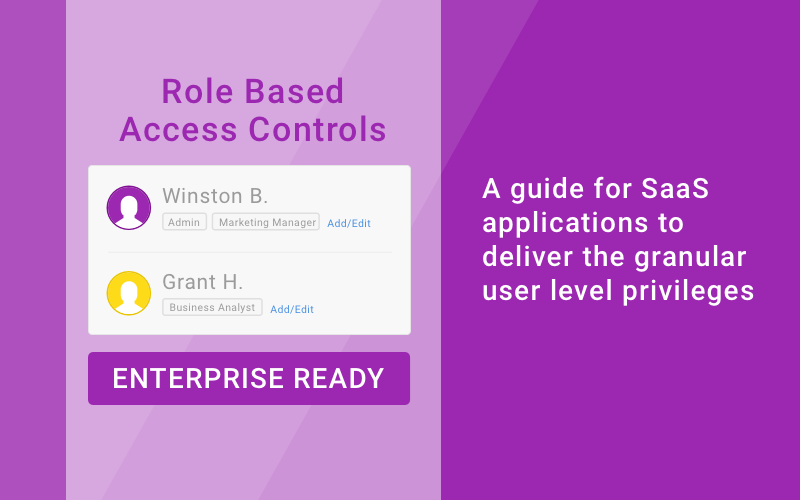 Role Based
Access Controls
Winston B.
Admin Marketing Manager Add/Edit
Grant H.
Business Analyst Add/Edit
ENTERPRISE READY
A guide for SaaS
applications to
deliver the granular
user level privileges